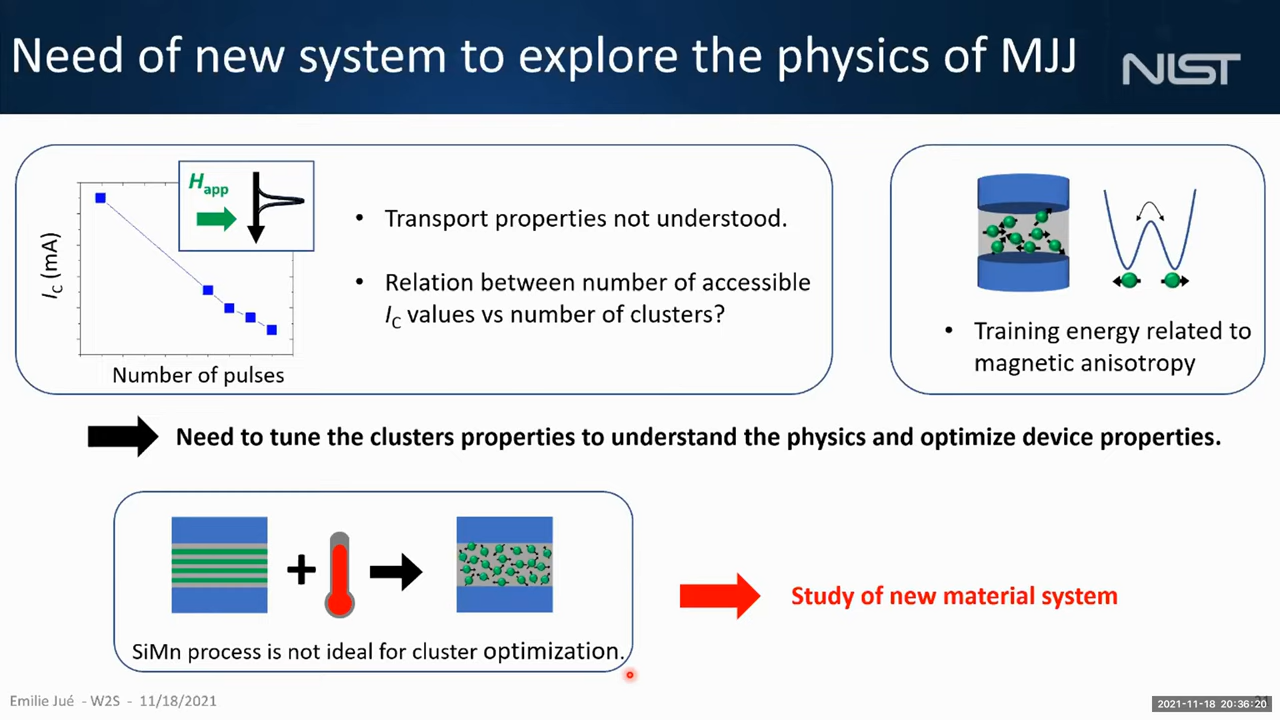 Need of new system to explore the physics of MJJ
NIST
H app
I C (mA)
Number of pulses
• Transport properties not understood.
• Relation between number of accessible
I C values vs number of clusters?
• Training energy related to
magnetic anisotropy
Need to tune the clusters properties to understand the physics and optimize device properties.
+
SiMn process is not ideal for cluster optimization.
Study of new material system
Emilie Jué - W2S - 11/18/2021
2021-11-18 20:36:20